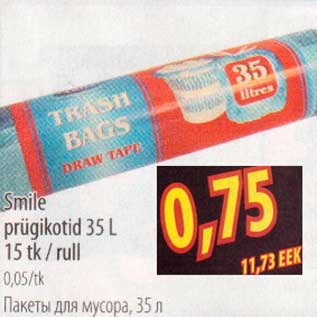 35
litres
TRASH
BAGS
DRAW TAPE
Smile
prügikotid 35 L
15 tk / rull
0,05/tk
Пакеты для мусора, 35 л
0,75
11,73 EEK